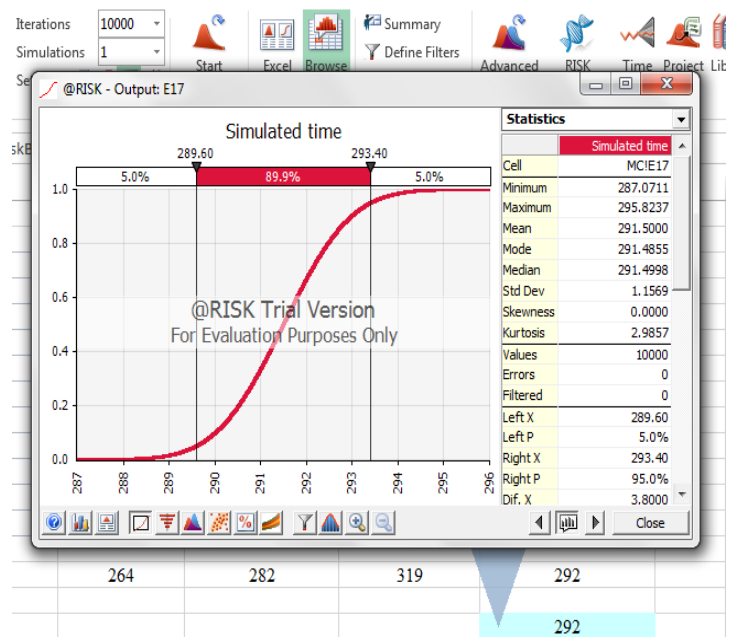 Iterations 10000
Simulations 1
Se
Start
Excel Browse
Summary
Define Filters
Advanced RISK Time Project Lib
@RISK - Output: E17
Simulated time
289.60 293.40
5.0% 89.9% 5.0%
1.0
0.8
0.6
0.4
0.2
0.0
287 288 289 290 291 292 293 294 295 296
@RISK Trial Version
For Evaluation Purposes Only
Statistics
Simulated time
Cell MC!E17
Minimum 287.0711
Maximum 295.8237
Mean 291.5000
Mode 291.4855
Median 291.4998
Std Dev 1.1569
Skewness 0.0000
Kurtosis 2.9857
Values 10000
Errors 0
Filtered 0
Left X 289.60
Left P 5.0%
Right X 293.40
Right P 95.0%
Dif. X 3.8000
Close
264 282 319 292
292